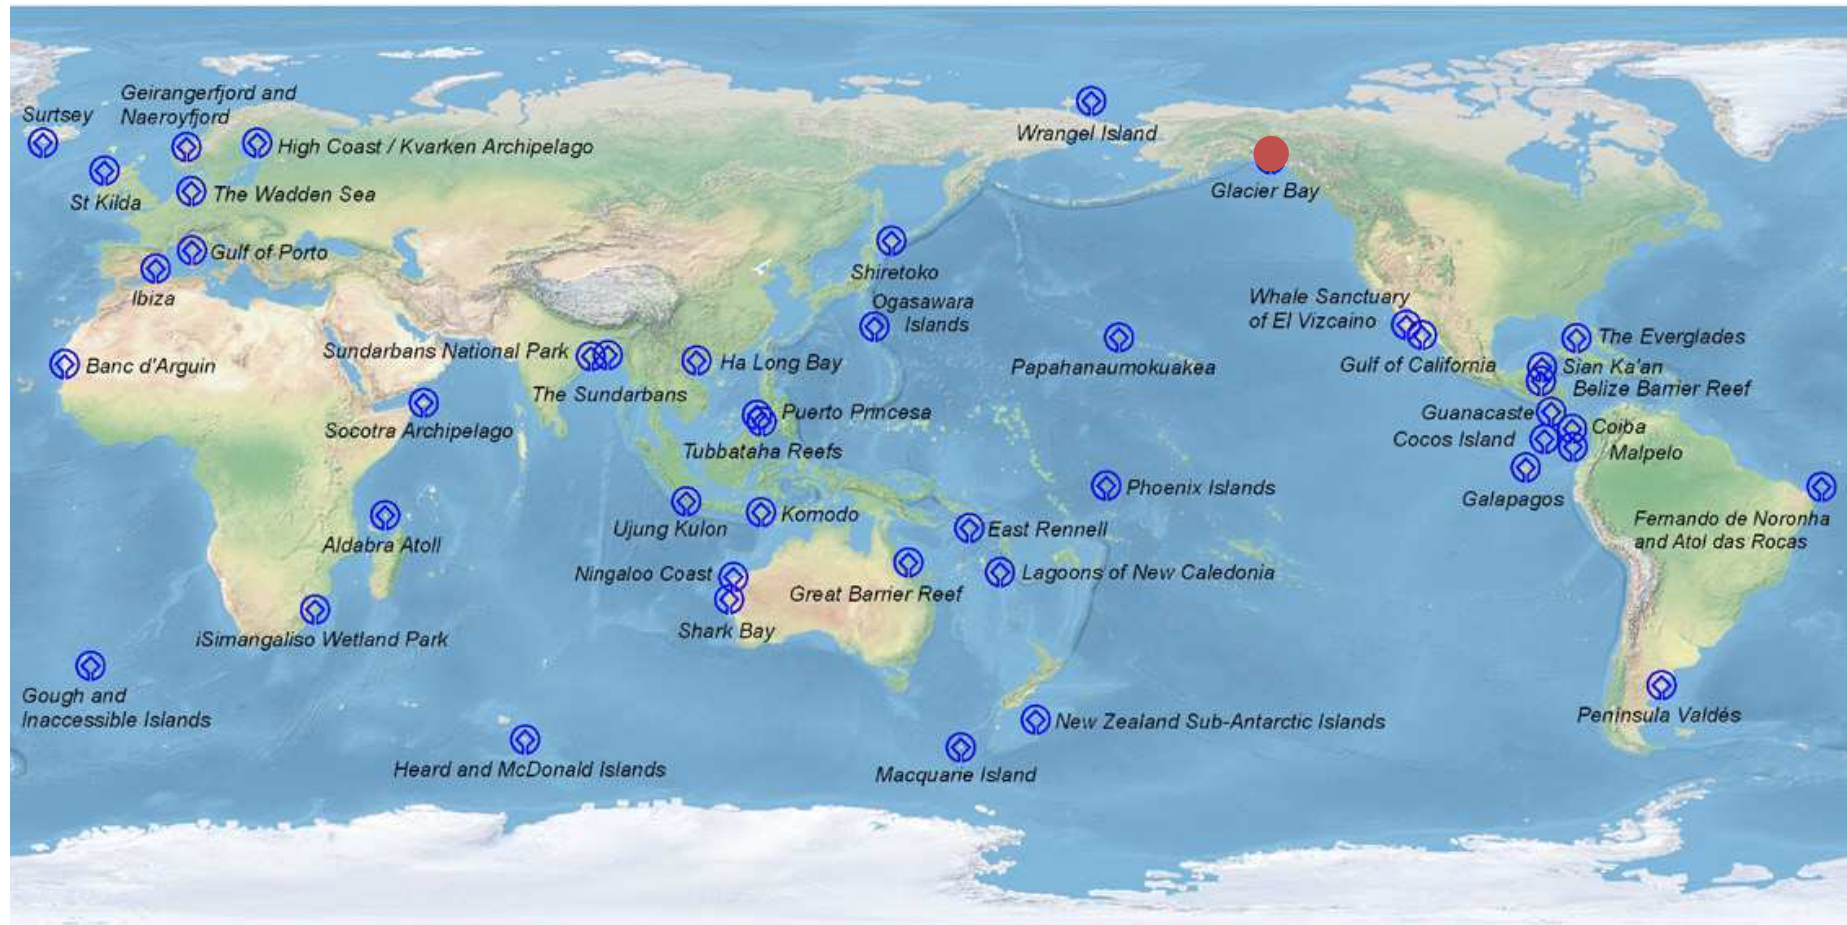 Geirangerfjord and
Naeroyfjord
Surtsey
High Coast / Kvarken Archipelago
Wrangel Island
St Kilda
The Wadden Sea
Glacier Bay
Gulf of Porto
Ibiza
Shiretoko
Ogasawara
Islands
Whale Sanctuary
of El Vizcaino
Banc d'Arguin
Sundarbans National Park
The Sundarbans
Ha Long Bay
Papahanaumokuakea
Gulf of California
The Everglades
Sian Ka'an
Belize Barrier Reef
Socotra Archipelago
Puerto Princesa
Tubbataha Reefs
Guanacaste
Coiba
Cocos Island
Malpelo
Galapagos
Phoenix Islands
Ujung Kulon
Komodo
East Rennell
Fernando de Noronha
and Atol das Rocas
Aldabra Atoll
Ningaloo Coast
Great Barrier Reef
Lagoons of New Caledonia
Shark Bay
iSimangaliso Wetland Park
Gough and
Inaccessible Islands
Heard and McDonald Islands
New Zealand Sub-Antarctic Islands
Macquarie Island
Peninsula Valdés